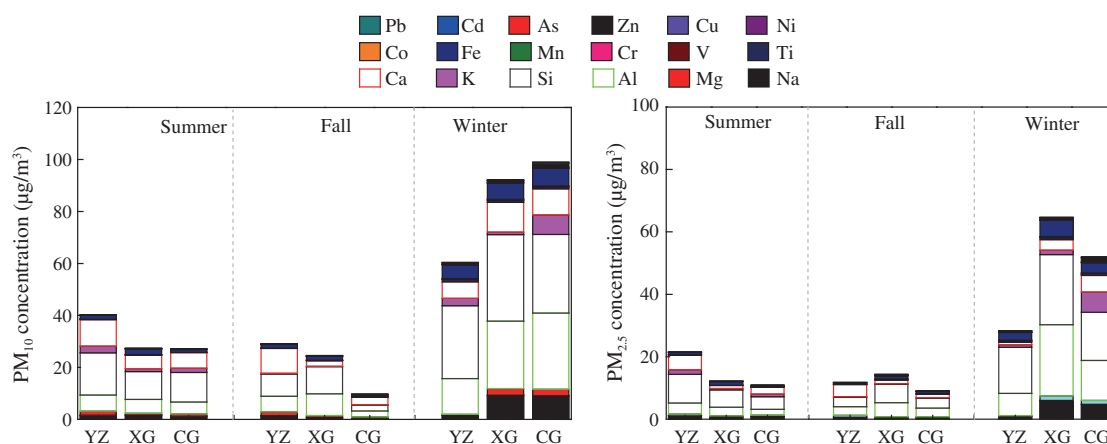 Pb Cd As Zn Cu Ni
Co Fe Mn Cr V Ti
Ca K Si Al Mg Na
PM10 concentration (μg/m3)
120
100
80
60
40
20
0
Summer Fall Winter
YZ XG CG YZ XG CG YZ XG CG
PM2.5 concentration (μg/m3)
100
80
60
40
20
0
Summer Fall Winter
YZ XG CG YZ XG CG YZ XG CG